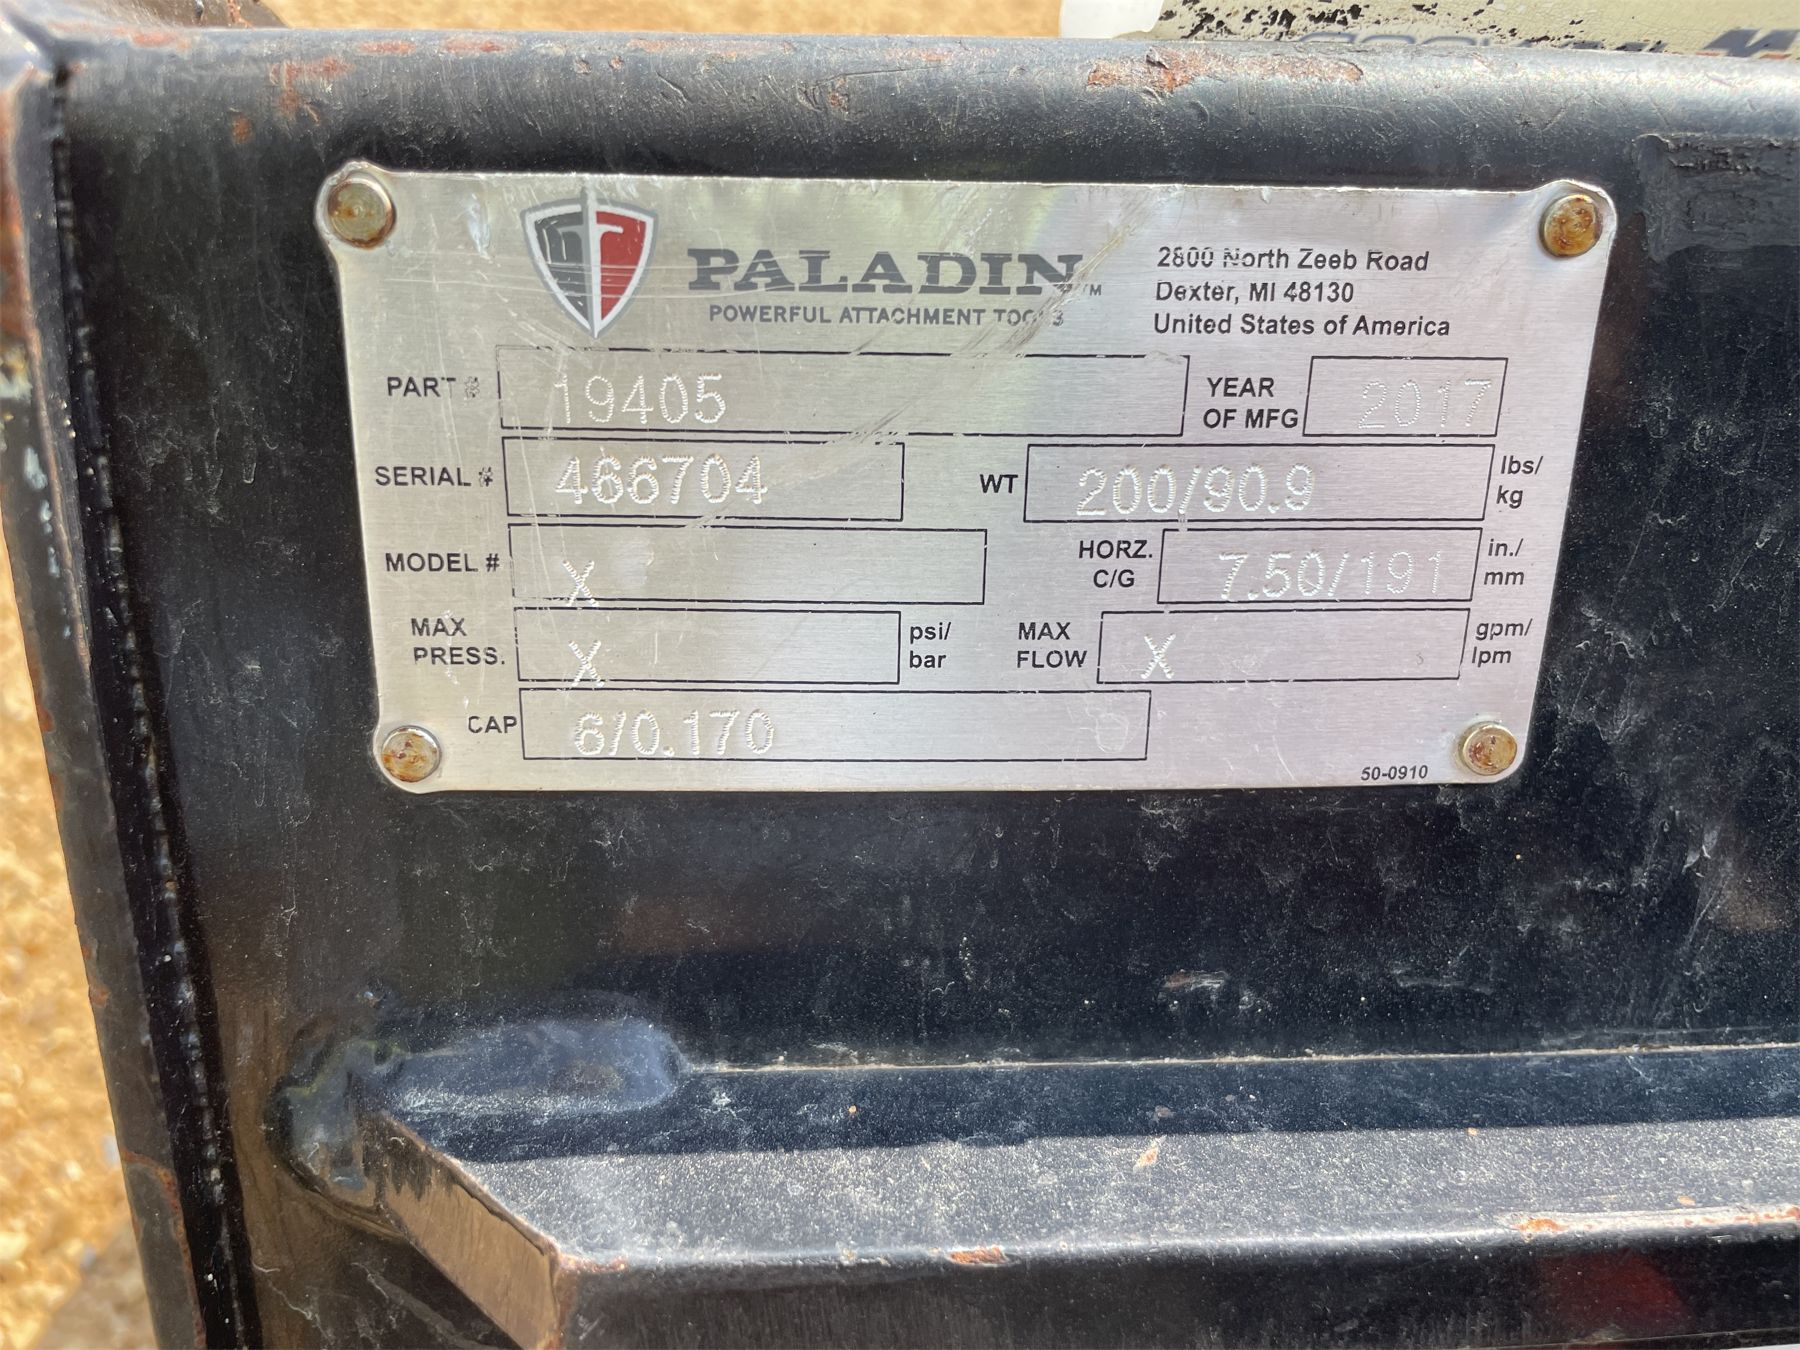 PALADIN™
POWERFUL ATTACHMENT TOOLS
2800 North Zeeb Road
Dexter, MI 48130
United States of America
PART # 19405
YEAR OF MFG 2017
SERIAL # 466704
WT 200/90.9 lbs/kg
MODEL # X
HORZ. C/G 7.50/191 in./mm
MAX PRESS. X psi/bar
MAX FLOW X gpm/lpm
CAP 6/0.170
50-0910